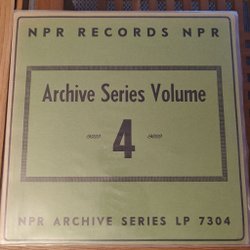 NPR RECORDS NPR
Archive Series Volume
4
NPR ARCHIVE SERIES LP 7304